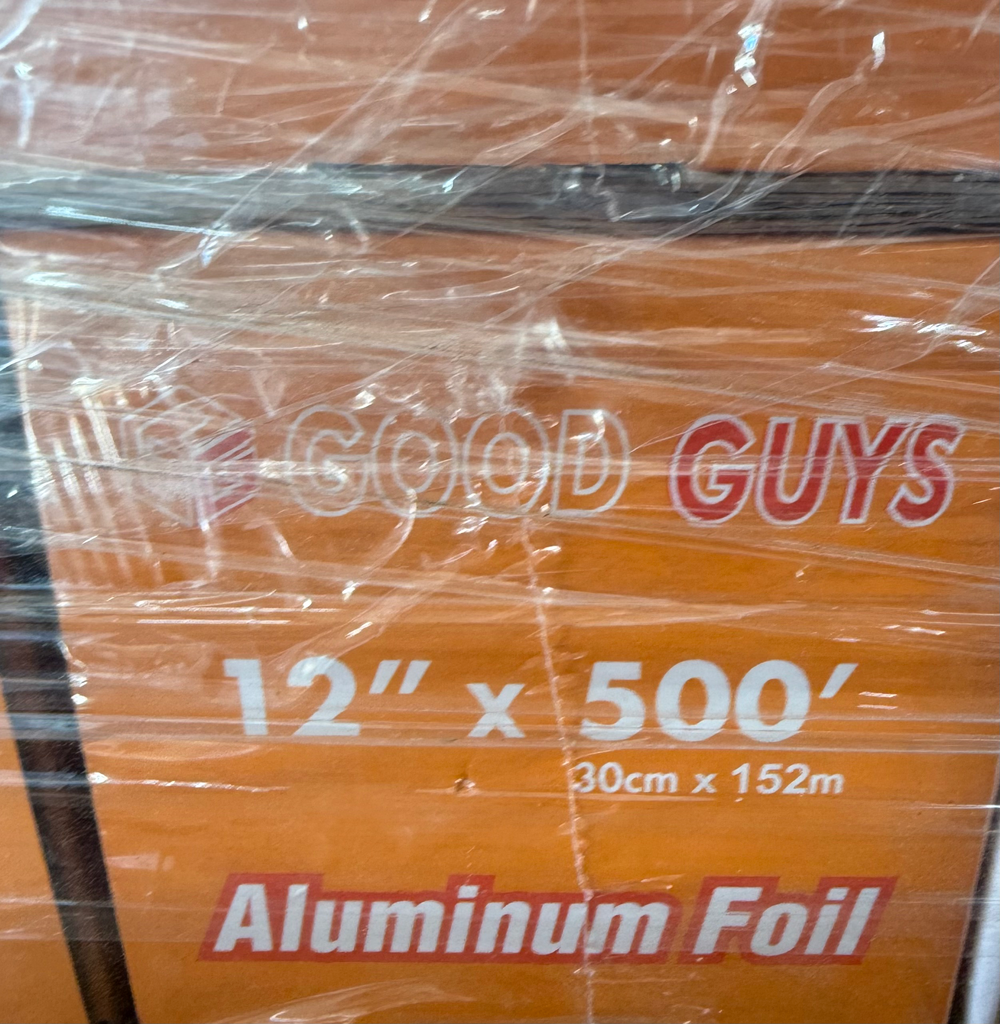 GOOD GUYS
12” x 500’
30cm x 152m
Aluminum Foil